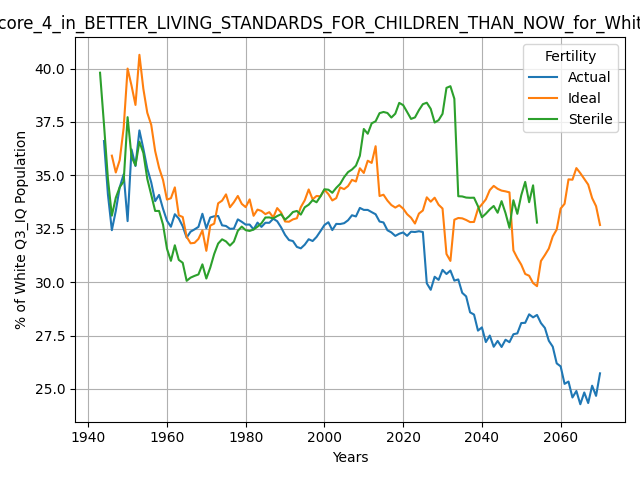 core_4_in_BETTER_LIVING_STANDARDS_FOR_CHILDREN_THAN_NOW_for_Whit
Fertility
Actual
Ideal
Sterile
40.0
37.5
35.0
32.5
30.0
27.5
25.0
% of White Q3_IQ Population
1940
1960
1980
2000
2020
2040
2060
Years